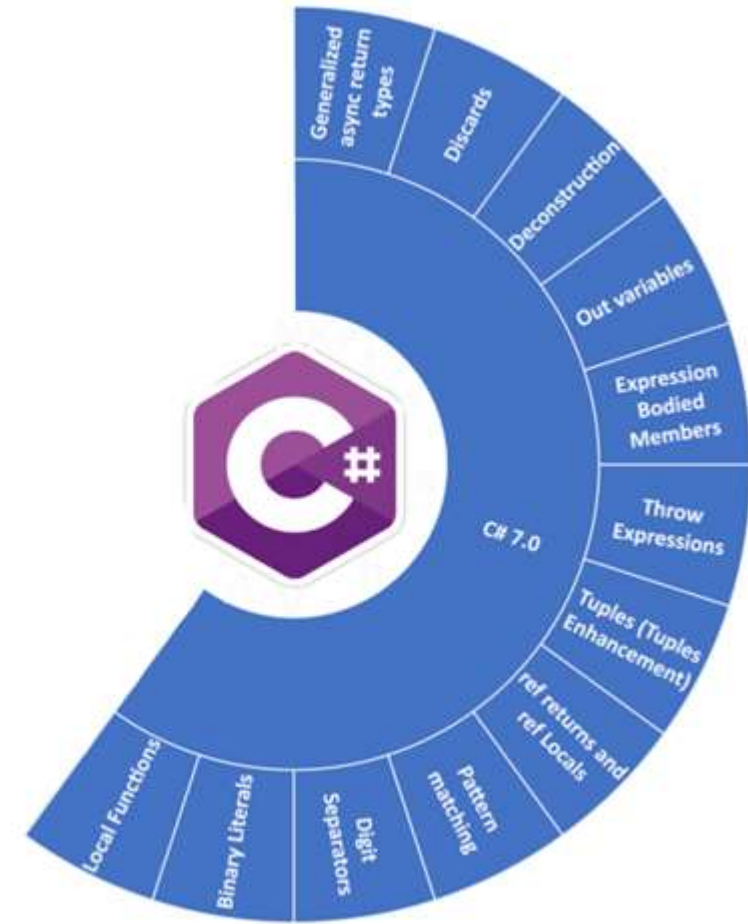 Generalized
async return
types
Discards
Deconstruction
Out variables
Expression
Bodied
Members
Throw
Expressions
Tuples (Tuples
Enhancement)
ref returns and
ref Locals
Pattern
matching
Digit
Separators
Binary Literals
Local Functions
C# 7.0
C#